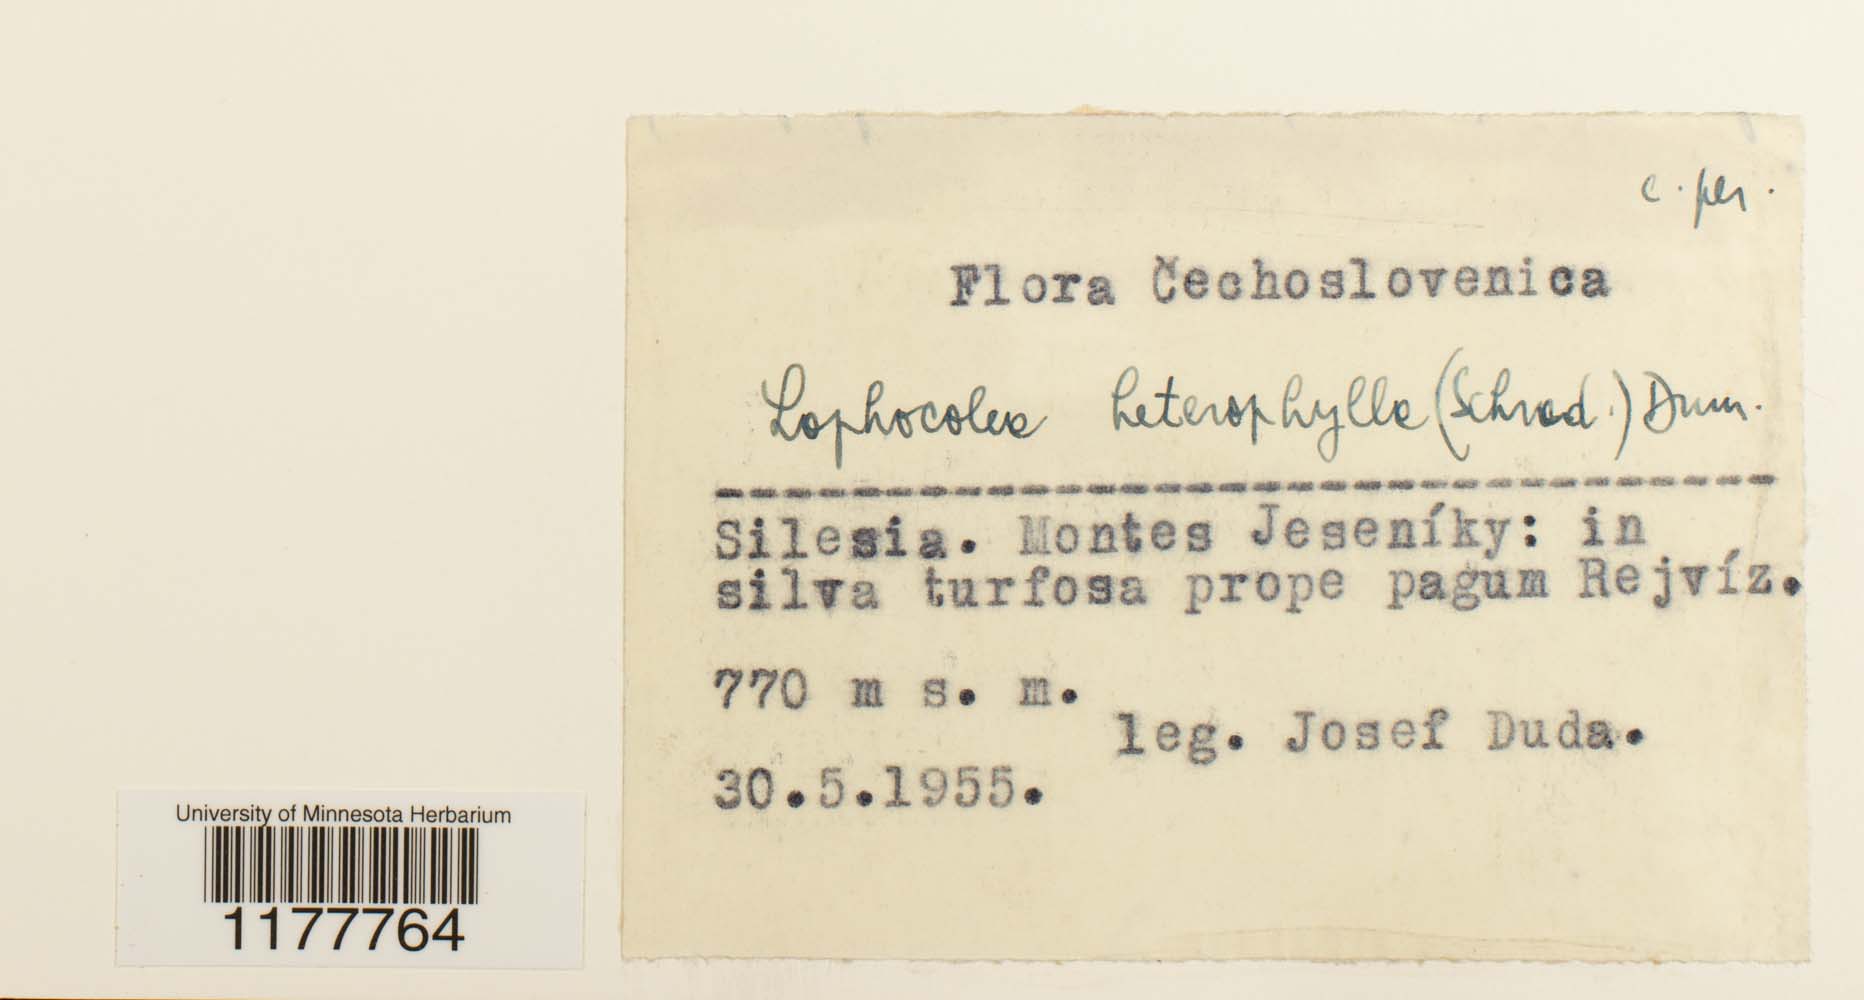 c. per.
Flora Čechoslovenica
Lophocolea heterophylla (Schrad.) Dum.
Silesia. Montes Jeseníky: in
silva turfosa prope pagum Rejvíz.
770 m s. m.
leg. Josef Duda.
30.5.1955.
University of Minnesota Herbarium
1177764